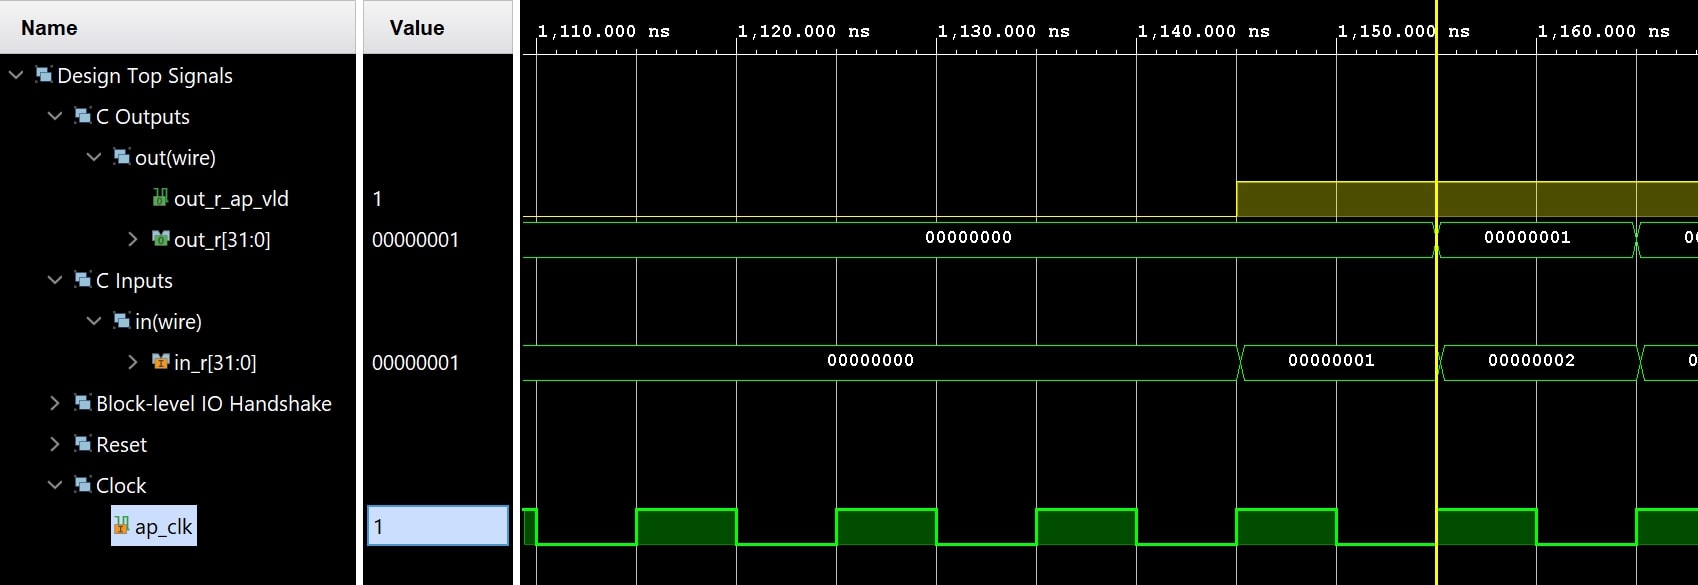 Name Value 1,110.000 ns 1,120.000 ns 1,130.000 ns 1,140.000 ns 1,150.000 ns 1,160.000 ns
Design Top Signals
C Outputs
out(wire)
out_r_ap_vld 1
out_r[31:0] 00000001 00000000 00000001
C Inputs
in(wire)
in_r[31:0] 00000001 00000000 00000001 00000002
Block-level IO Handshake
Reset
Clock
ap_clk 1